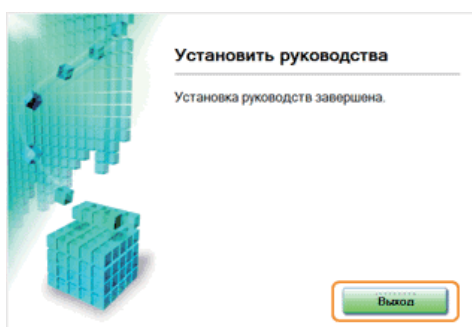 Установить руководства
Установка руководств завершена.
Выход